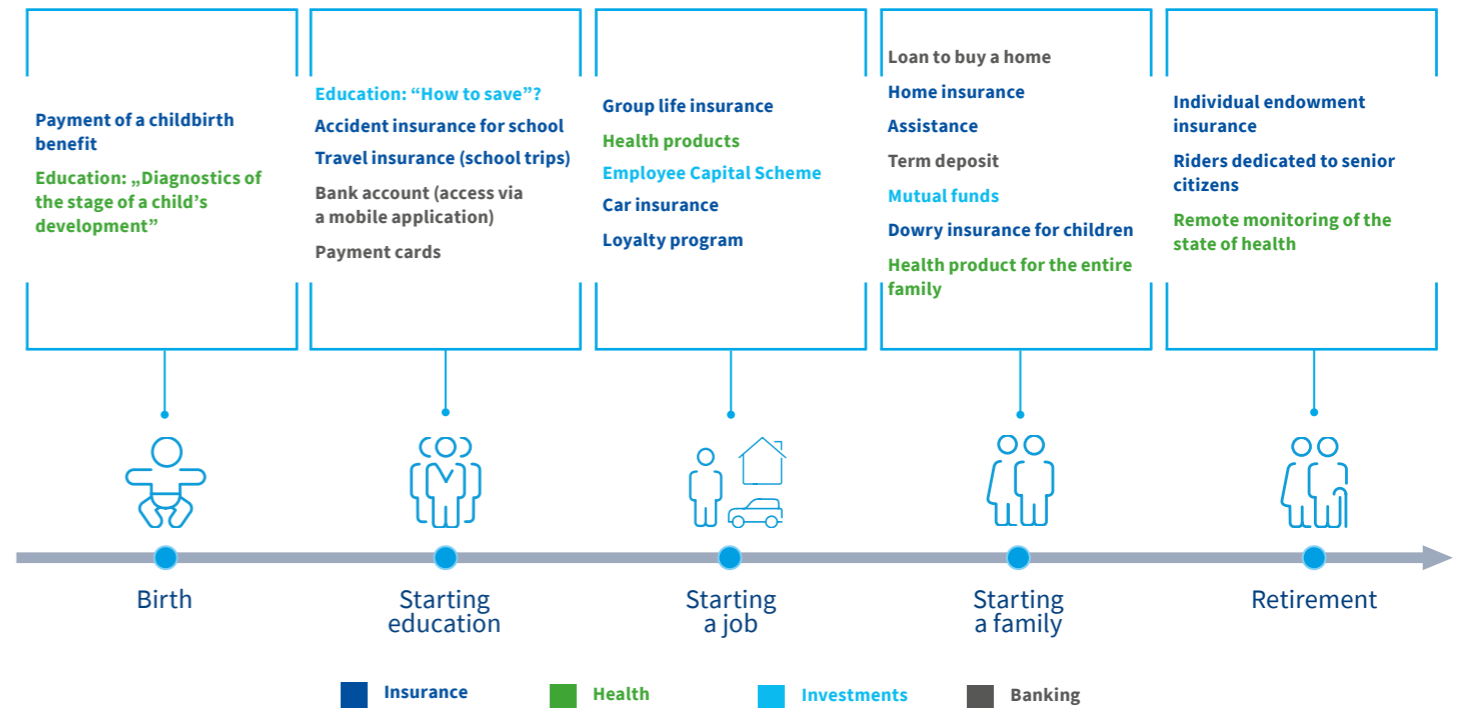 Payment of a childbirth
benefit
Education: „Diagnostics of
the stage of a child’s
development”
Education: “How to save”?
Accident insurance for school
Travel insurance (school trips)
Bank account (access via
a mobile application)
Payment cards
Group life insurance
Health products
Employee Capital Scheme
Car insurance
Loyalty program
Loan to buy a home
Home insurance
Assistance
Term deposit
Mutual funds
Dowry insurance for children
Health product for the entire
family
Individual endowment
insurance
Riders dedicated to senior
citizens
Remote monitoring of the
state of health
Birth
Starting
education
Starting
a job
Starting
a family
Retirement
Insurance
Health
Investments
Banking